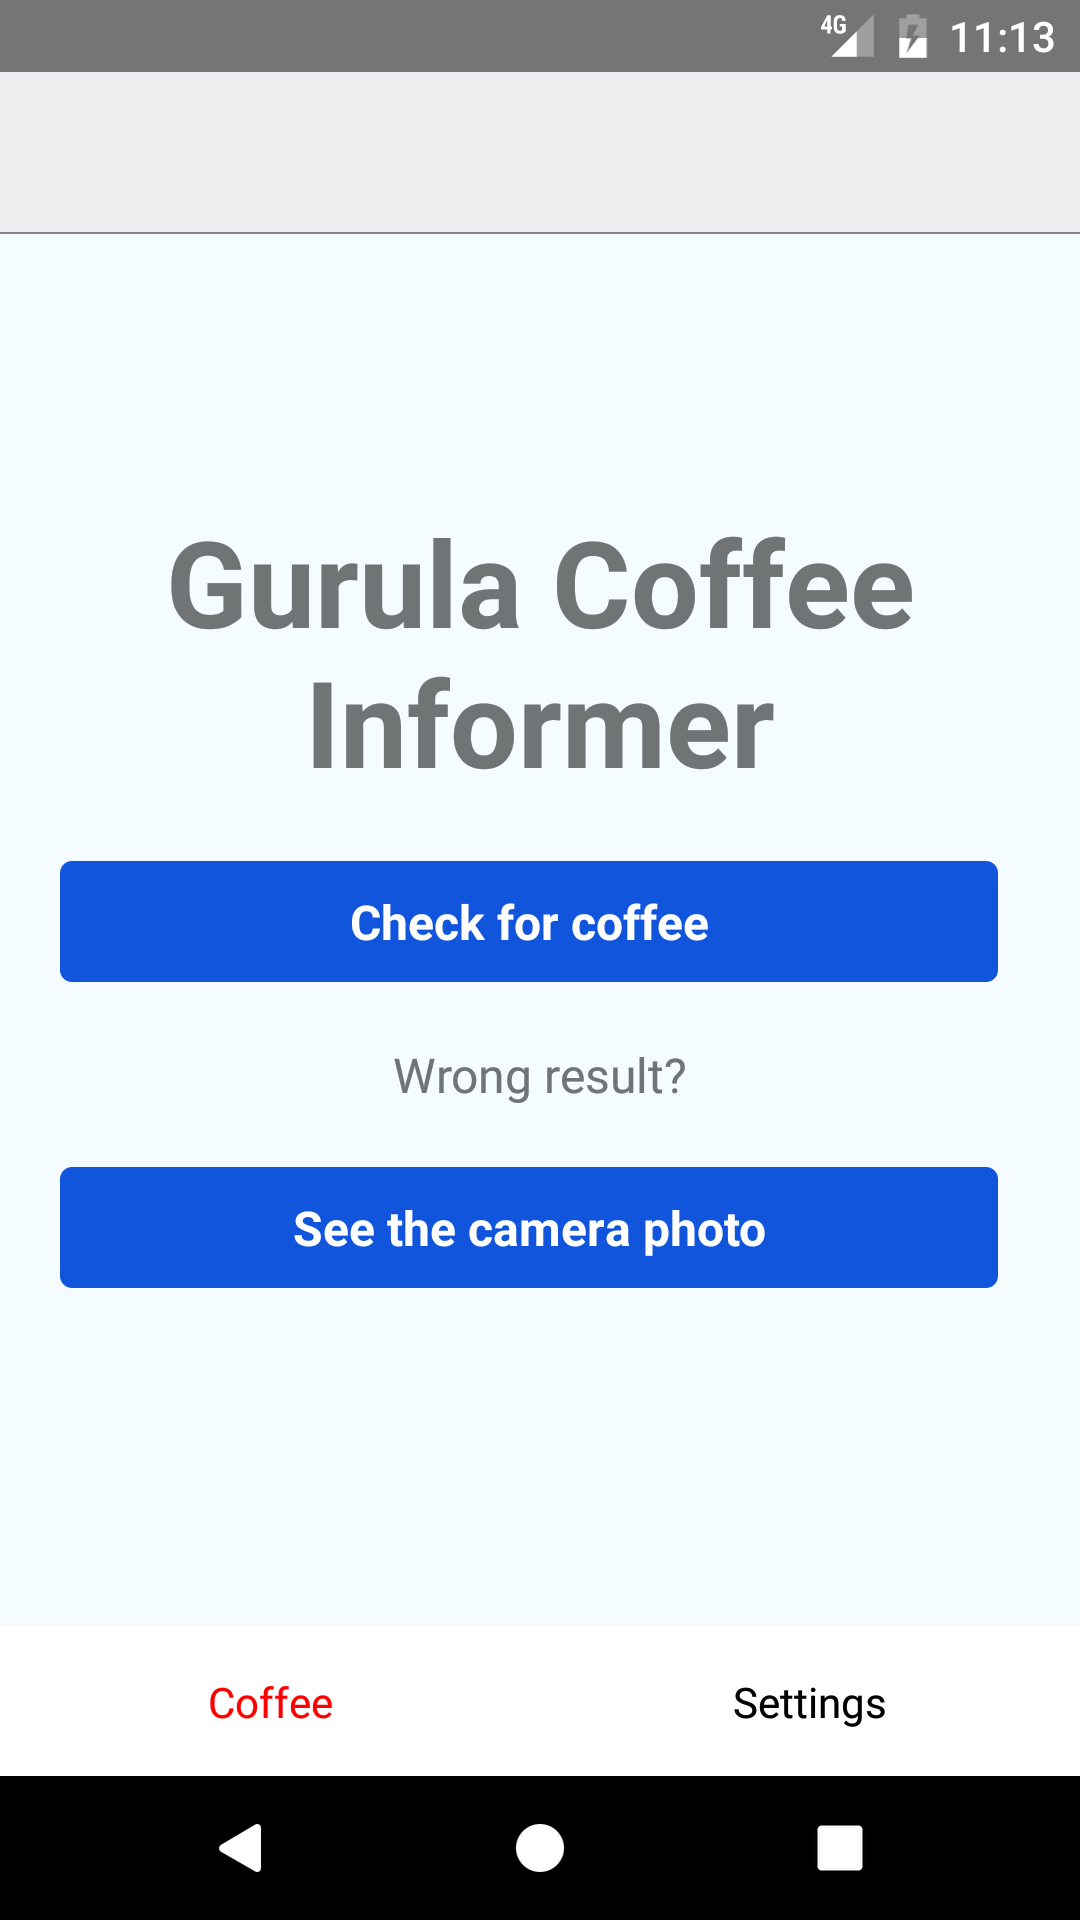 4G 11:13
Gurula Coffee
Informer
Check for coffee
Wrong result?
See the camera photo
Coffee Settings